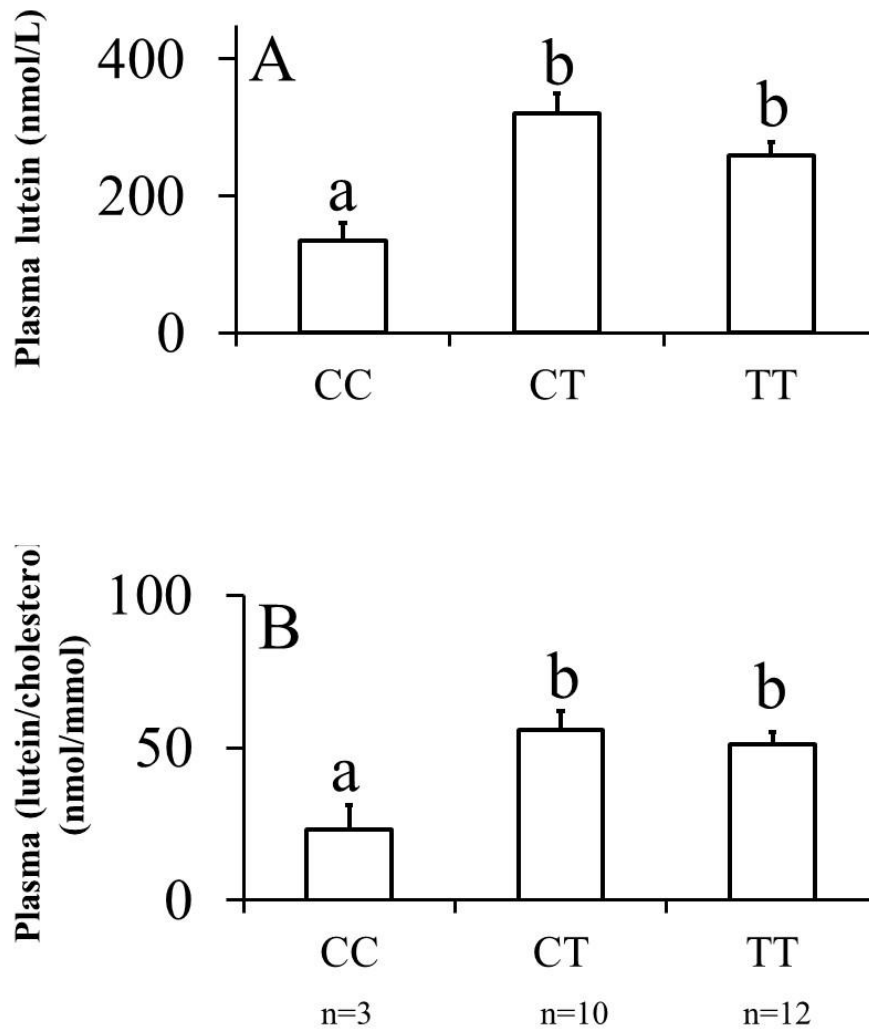 Plasma lutein (nmol/L)
A
400
200
0
a
b
b
CC CT TT
Plasma (lutein/cholestero
(nmol/mmol)
B
100
50
0
a
b
b
CC CT TT
n=3 n=10 n=12